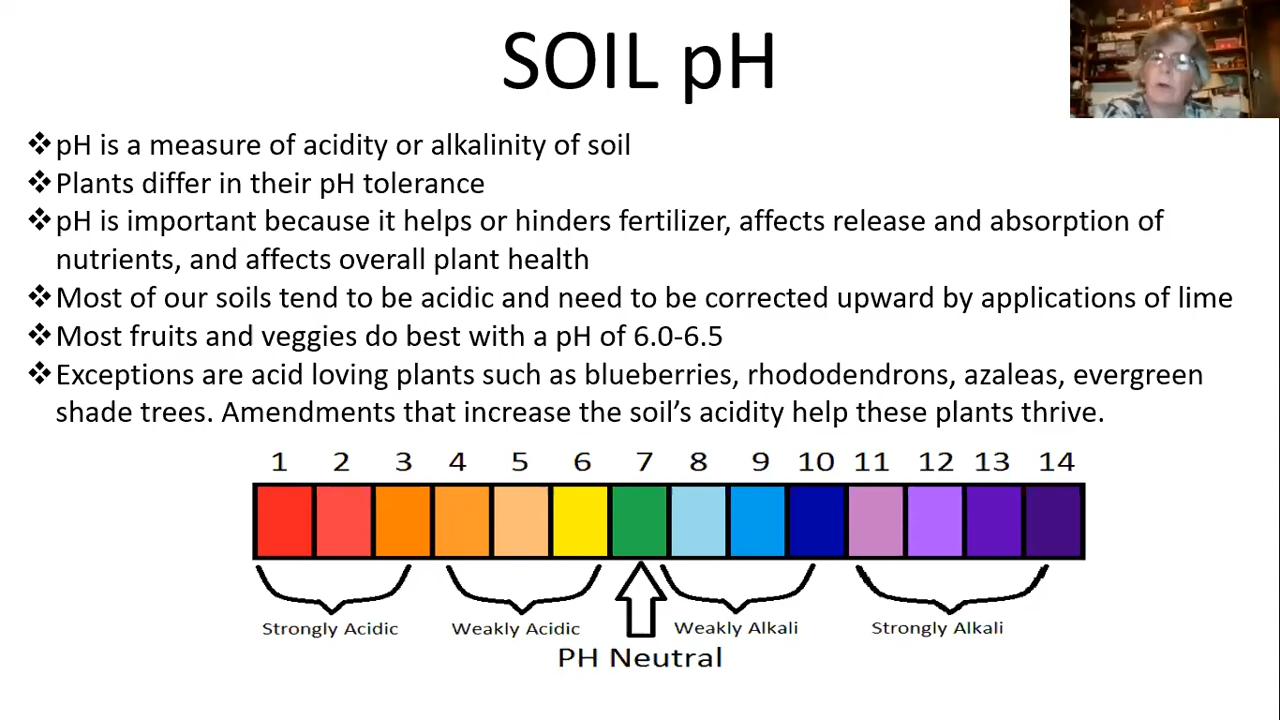 SOIL pH
❖pH is a measure of acidity or alkalinity of soil
❖Plants differ in their pH tolerance
❖pH is important because it helps or hinders fertilizer, affects release and absorption of
nutrients, and affects overall plant health
❖Most of our soils tend to be acidic and need to be corrected upward by applications of lime
❖Most fruits and veggies do best with a pH of 6.0-6.5
❖Exceptions are acid loving plants such as blueberries, rhododendrons, azaleas, evergreen
shade trees. Amendments that increase the soil’s acidity help these plants thrive.
1 2 3 4 5 6 7 8 9 10 11 12 13 14
Strongly Acidic Weakly Acidic Weakly Alkali Strongly Alkali
PH Neutral